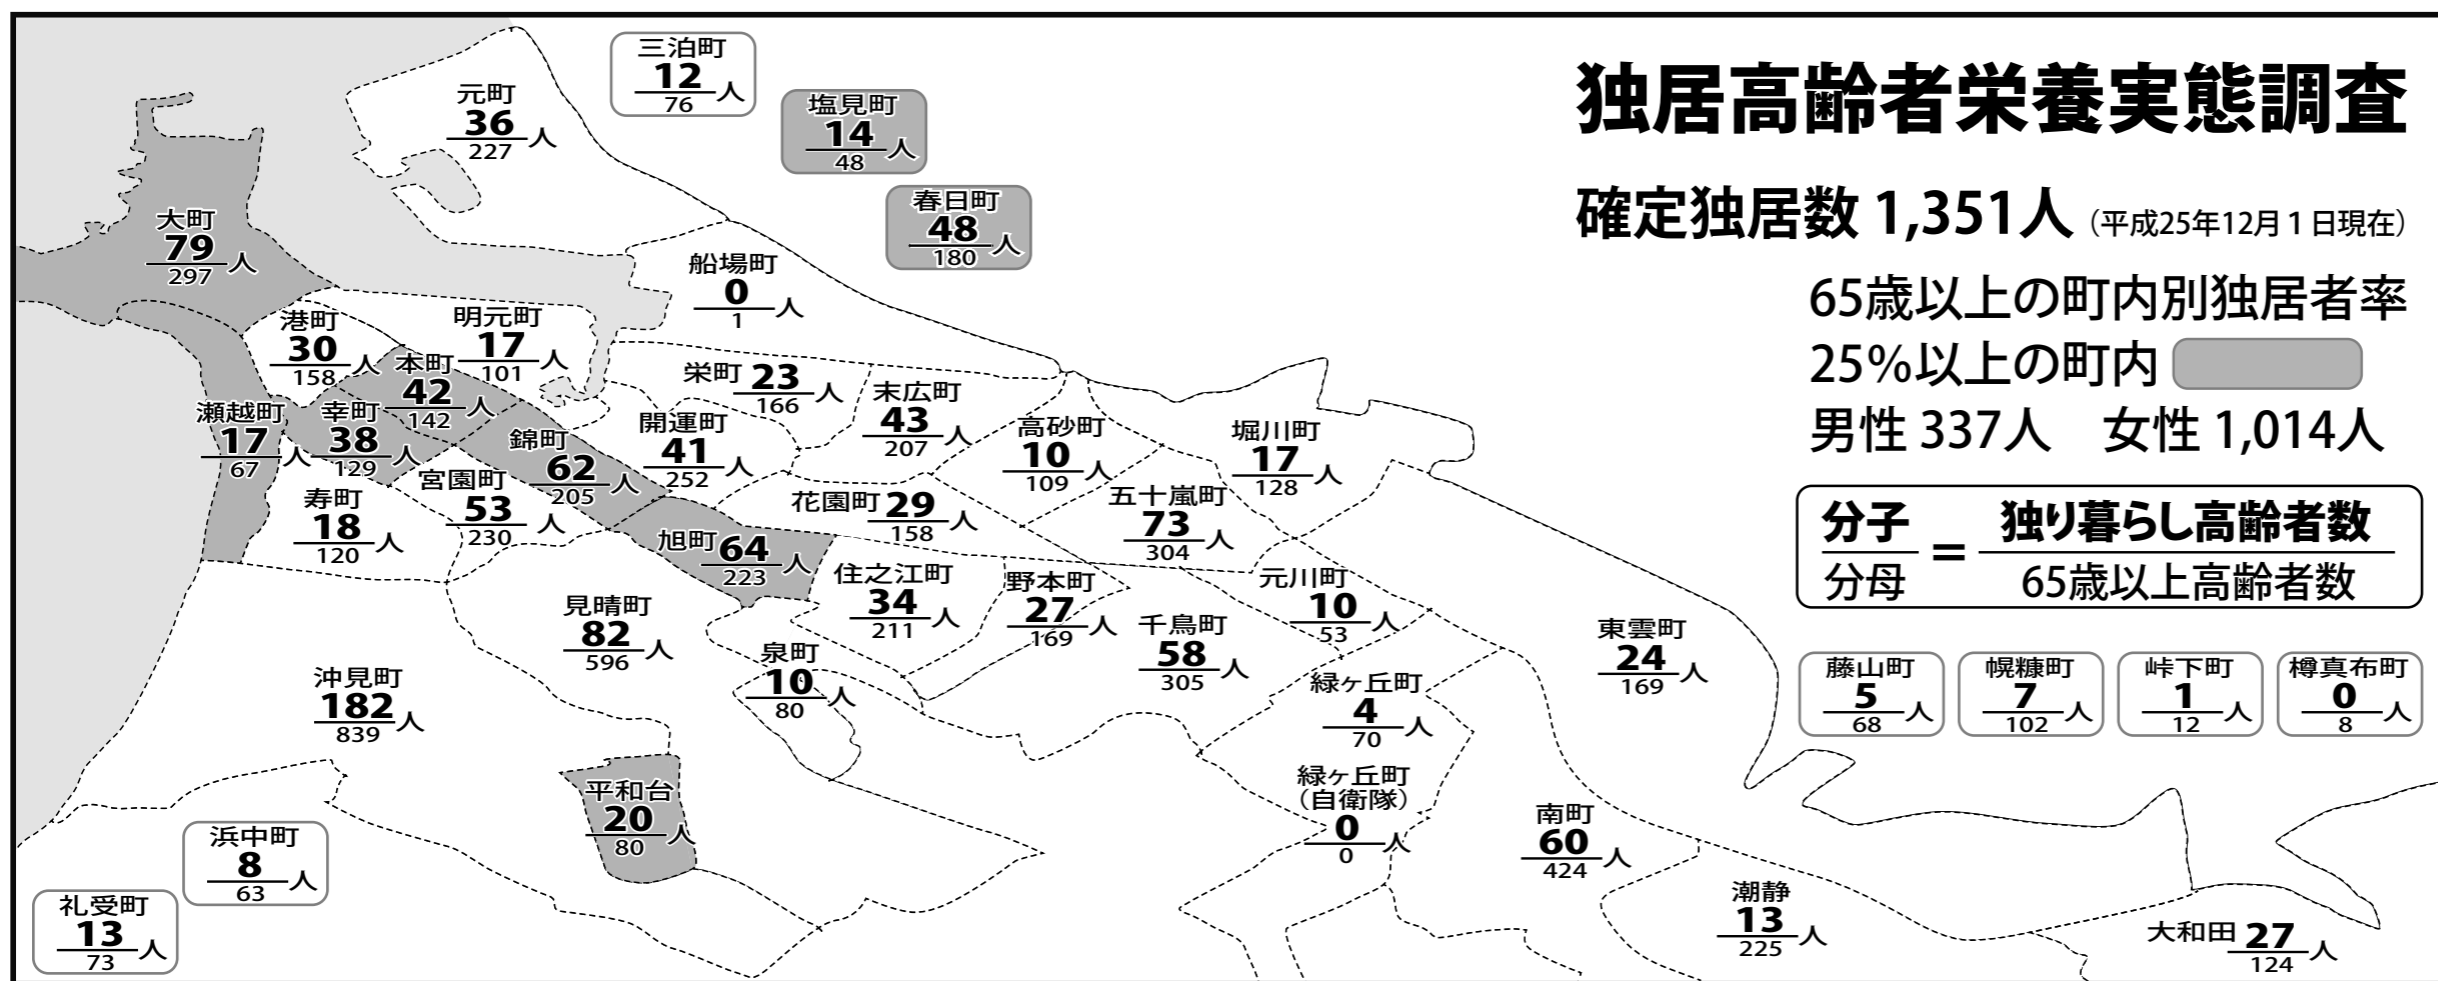 独居高齢者栄養実態調査
確定独居数 1,351人 (平成25年12月1日現在)
65歳以上の町内別独居者率
25%以上の町内
男性 337人 女性 1,014人
分子
分母
=
独り暮らし高齢者数
65歳以上高齢者数
三泊町
12
76
人
塩見町
14
48
人
春日町
48
180
人
元町
36
227
人
大町
79
297
人
船場町
0
1
人
港町
30
158
人
明元町
17
101
人
本町
42
142
人
瀬越町
17
67
人
幸町
38
129
人
錦町
62
205
人
栄町 23
166
人
開運町
41
252
人
末広町
43
207
人
高砂町
10
109
人
堀川町
17
128
人
寿町
18
120
人
宮園町
53
230
人
花園町 29
158
人
五十嵐町
73
304
人
旭町 64
223
人
住之江町
34
211
人
野本町
27
169
人
元川町
10
53
人
千鳥町
58
305
人
見晴町
82
596
人
泉町
10
80
人
沖見町
182
839
人
東雲町
24
169
人
緑ヶ丘町
4
70
人
緑ヶ丘町
(自衛隊)
0
0
人
平和台
20
80
人
南町
60
424
人
潮静
13
225
人
大和田 27
124
人
浜中町
8
63
人
礼受町
13
73
人
藤山町
5
68
人
幌糠町
7
102
人
峠下町
1
12
人
樽真布町
0
8
人